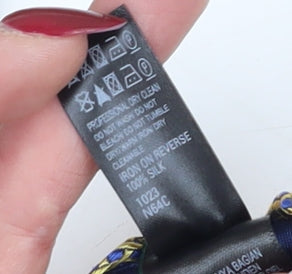 PROFESSIONAL DRY CLEAN
DO NOT WASH DO NOT
BLEACH DO NOT TUMBLE
DRY WARM IRON DRY
CLEANABLE
IRON ON REVERSE
100% SILK
1023
N64C
BAGIAN